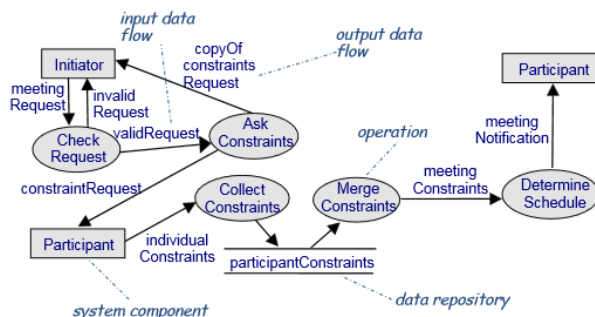 input data
flow
output data
flow
Initiator
copyOf
constraints
Request
Participant
meeting
Request
invalid
Request
Check
Request
validRequest
Ask
Constraints
operation
meeting
Notification
constraintRequest
Collect
Constraints
Merge
Constraints
meeting
Constraints
Determine
Schedule
Participant
individual
Constraints
participantConstraints
system component
data repository